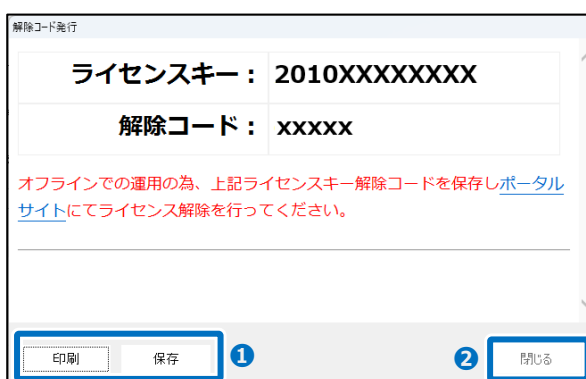 解除コード発行
ライセンスキー： 2010XXXXXXXX
解除コード： xxxxx
オフラインでの運用の為、上記ライセンスキー解除コードを保存しポータル
サイトにてライセンス解除を行ってください。
印刷 保存 1 2 閉じる